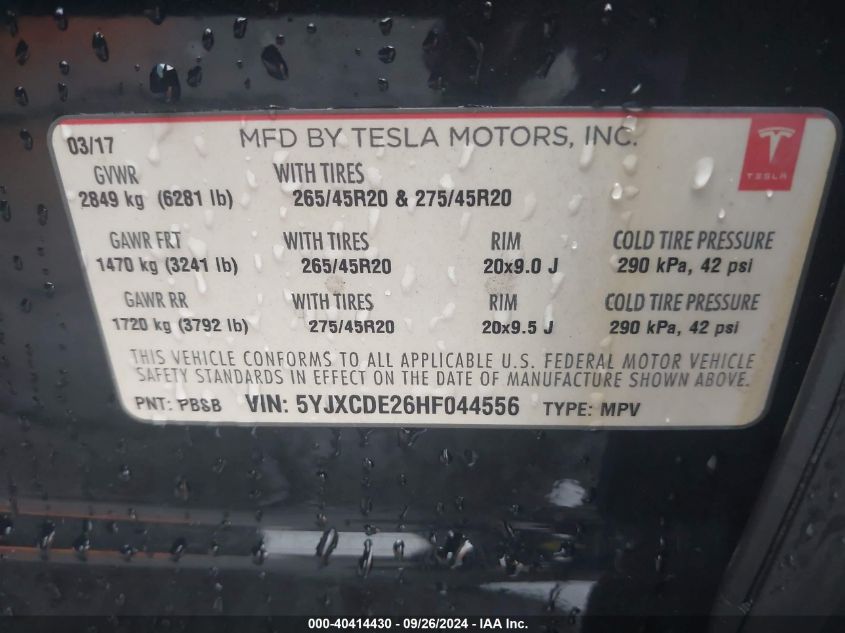 03/17 MFD BY TESLA MOTORS, INC.
TESLA
GVWR WITH TIRES
2849 kg (6281 lb) 265/45R20 & 275/45R20
GAWR FRT WITH TIRES RIM COLD TIRE PRESSURE
1470 kg (3241 lb) 265/45R20 20x9.0 J 290 kPa, 42 psi
GAWR RR WITH TIRES RIM COLD TIRE PRESSURE
1720 kg (3792 lb) 275/45R20 20x9.5 J 290 kPa, 42 psi
THIS VEHICLE CONFORMS TO ALL APPLICABLE U.S. FEDERAL MOTOR VEHICLE
SAFETY STANDARDS IN EFFECT ON THE DATE OF MANUFACTURE SHOWN ABOVE.
PNT: PBSB VIN: 5YJXCDE26HF044556 TYPE: MPV
000-40414430 - 09/26/2024 - IAA Inc.